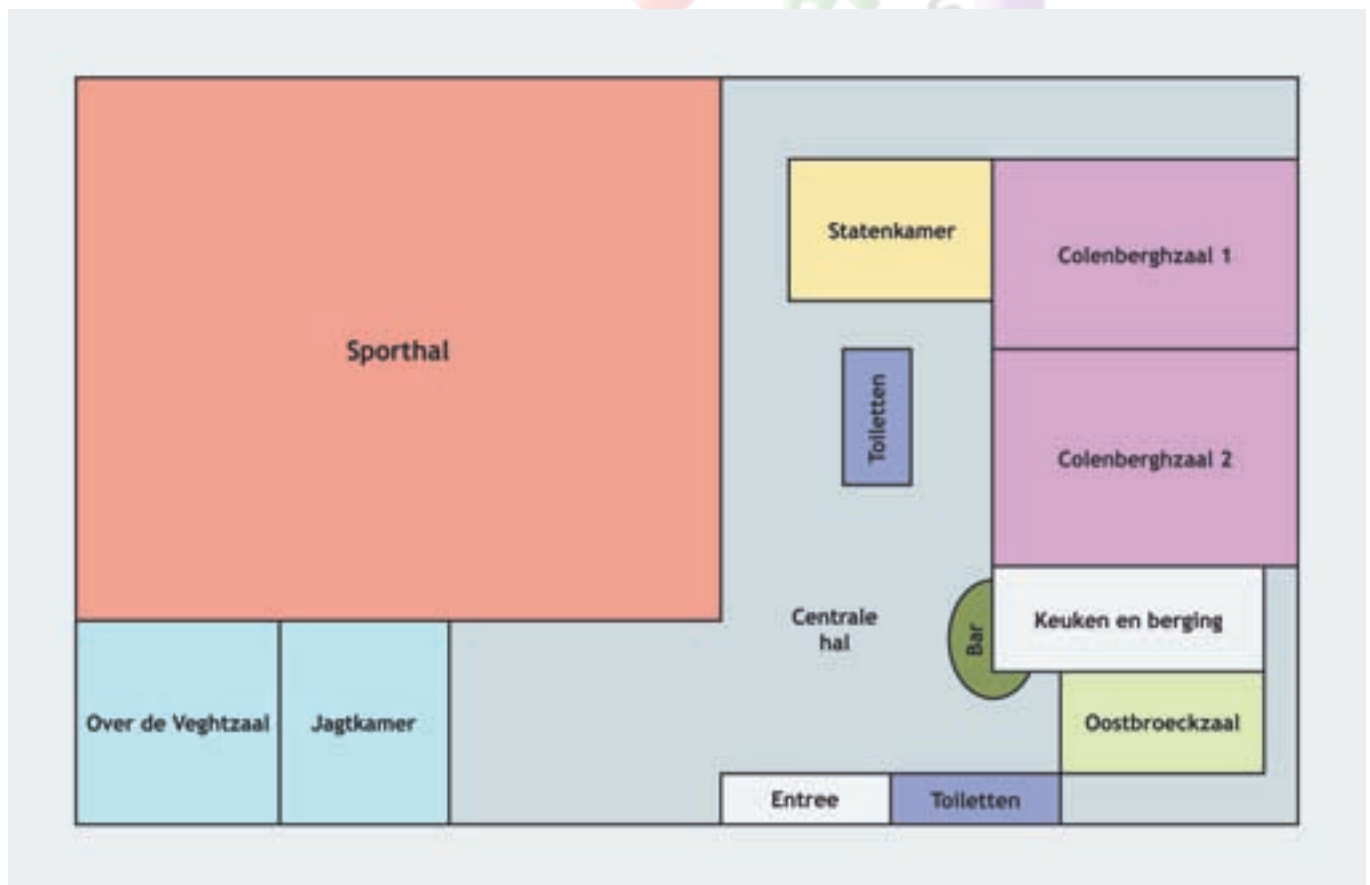 Statenkamer
Colenberghzaal 1
Sporthal
Toiletten
Colenberghzaal 2
Centrale
hal
Bar
Keuken en berging
Over de Veghtzaal
Jagtkamer
Oostbroeckzaal
Entree
Toiletten